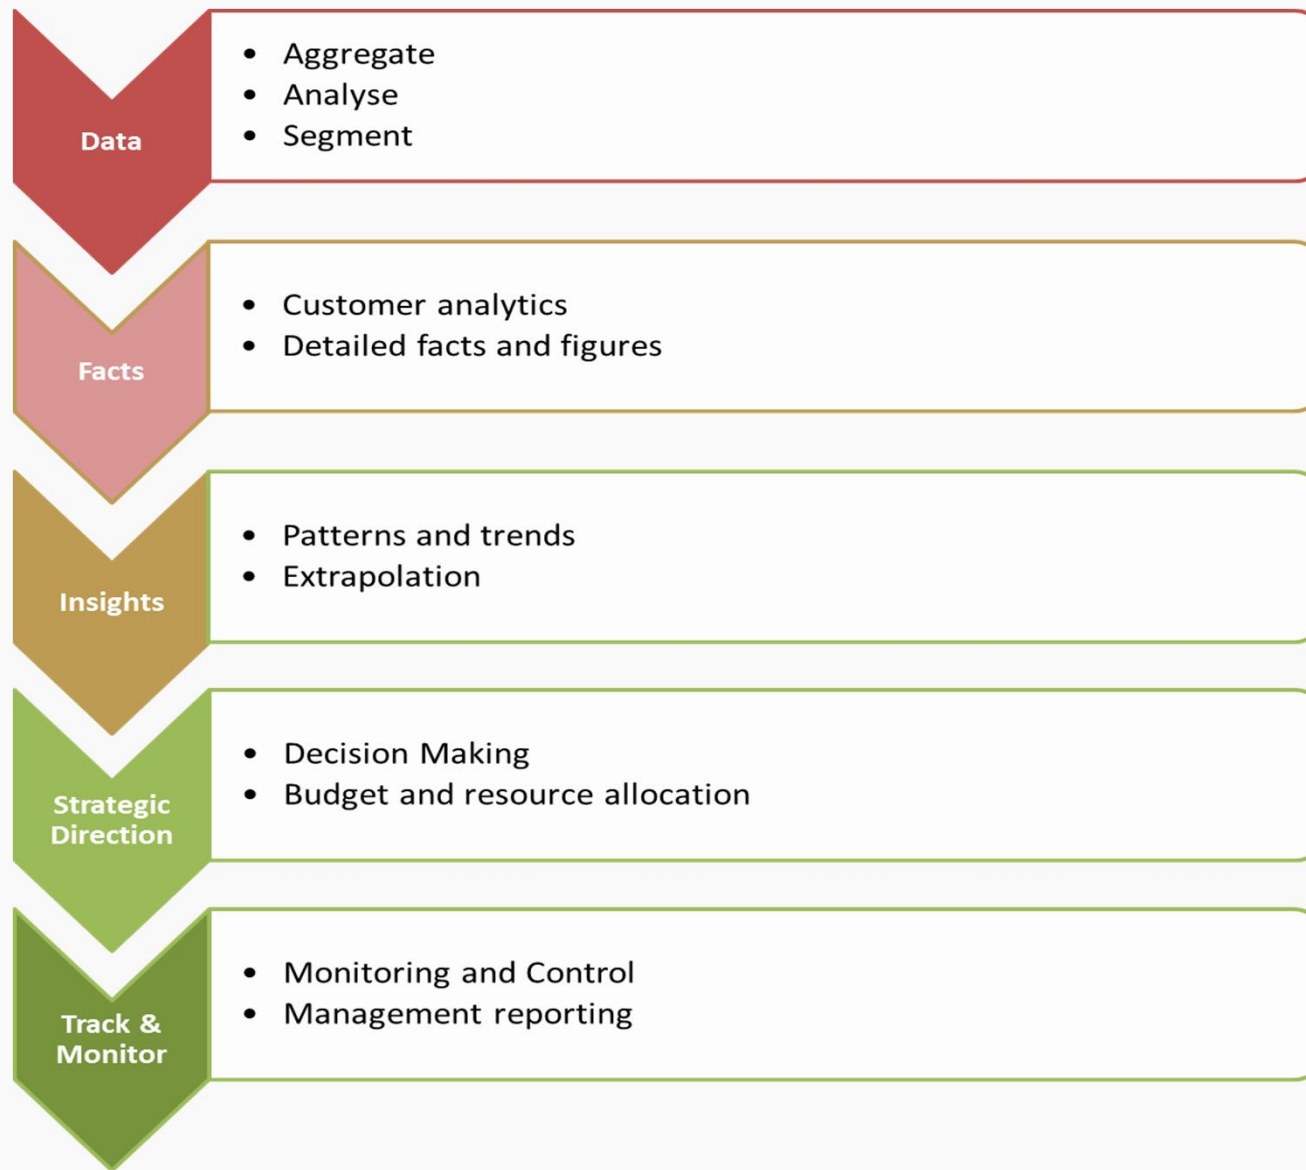 Data
• Aggregate
• Analyse
• Segment
Facts
• Customer analytics
• Detailed facts and figures
Insights
• Patterns and trends
• Extrapolation
Strategic
Direction
• Decision Making
• Budget and resource allocation
Track &
Monitor
• Monitoring and Control
• Management reporting